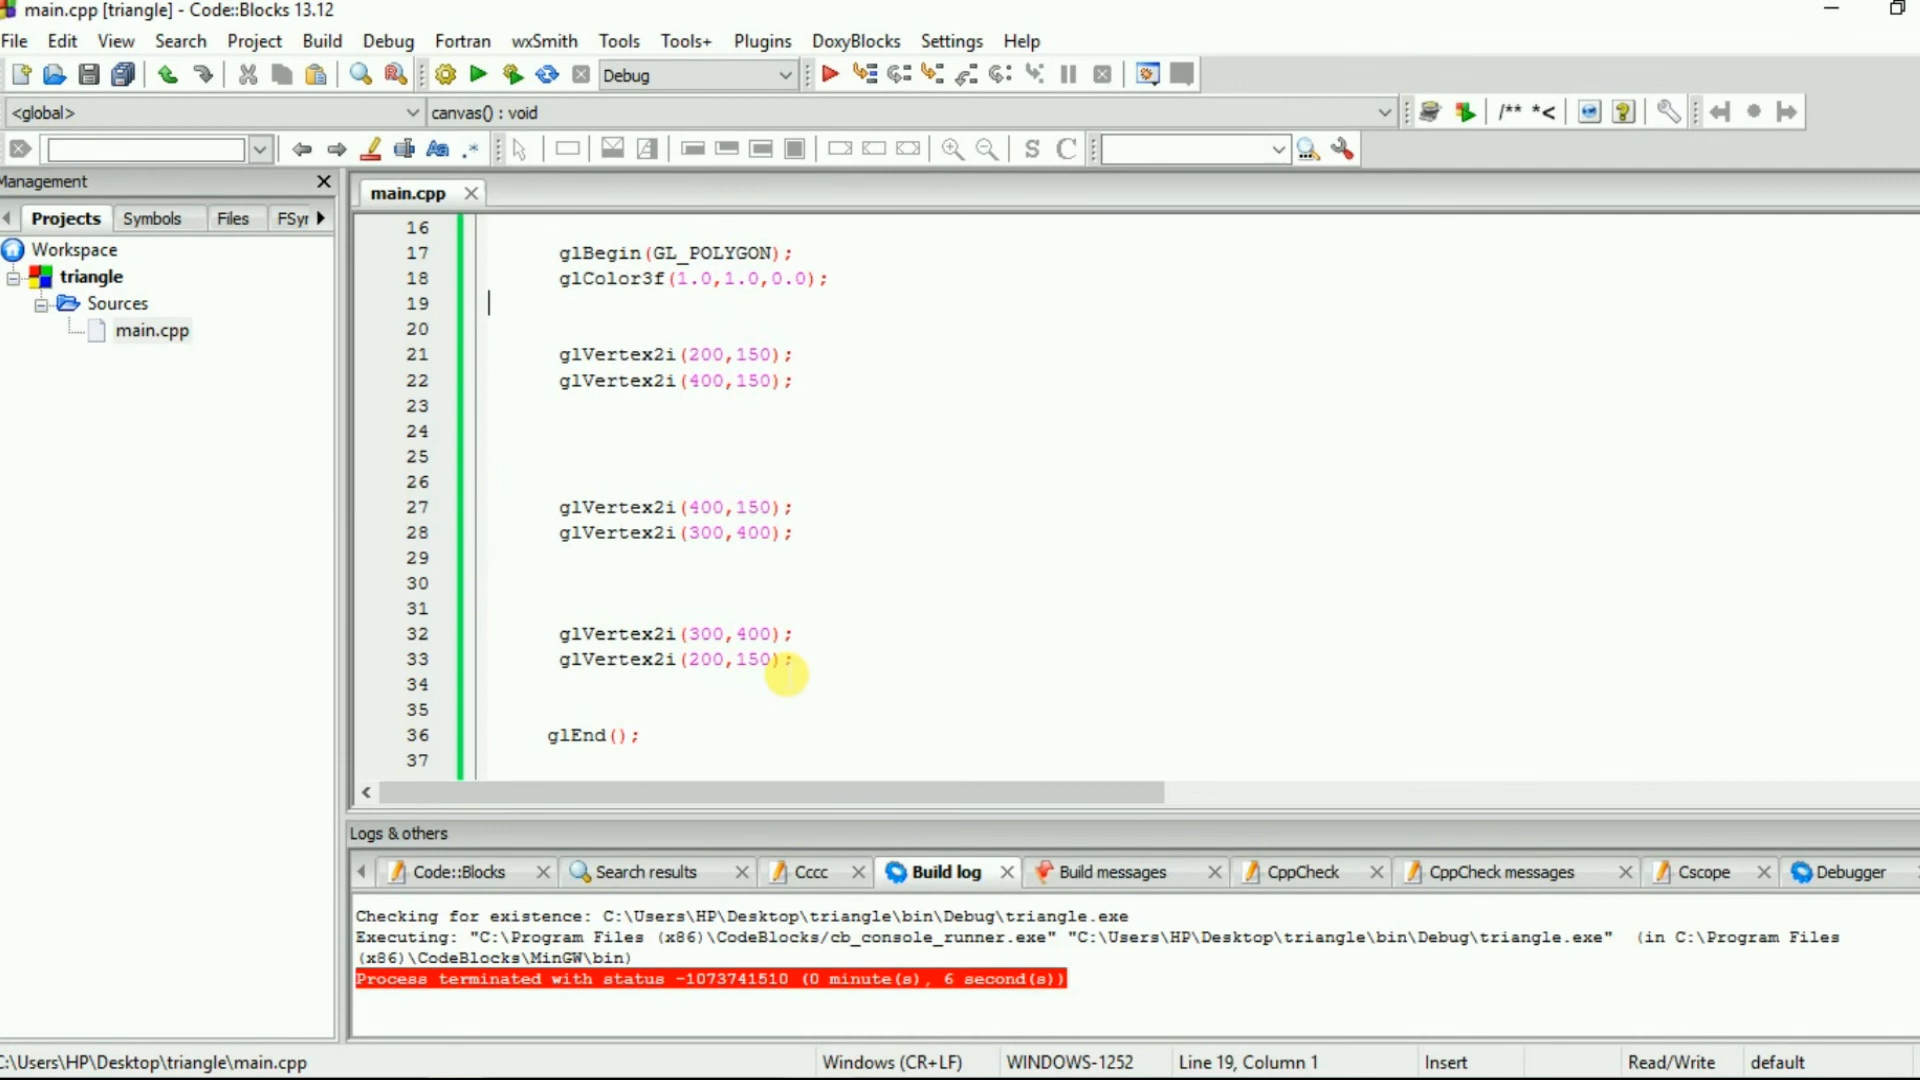 main.cpp [triangle] - Code::Blocks 13.12
File Edit View Search Project Build Debug Fortran wxSmith Tools Tools+ Plugins DoxyBlocks Settings Help
Debug
<global> canvas() : void /** *<
Aa .* S C
Management
main.cpp
Projects Symbols Files FSyr
Workspace
triangle
Sources
main.cpp
16
17 glBegin(GL_POLYGON);
18 glColor3f(1.0,1.0,0.0);
19
20
21 glVertex2i(200,150);
22 glVertex2i(400,150);
23
24
25
26
27 glVertex2i(400,150);
28 glVertex2i(300,400);
29
30
31
32 glVertex2i(300,400);
33 glVertex2i(200,150);
34
35
36 glEnd();
37
Logs & others
Code::Blocks Search results Cccc Build log Build messages CppCheck CppCheck messages Cscope Debugger
Checking for existence: C:\Users\HP\Desktop\triangle\bin\Debug\triangle.exe
Executing: "C:\Program Files (x86)\CodeBlocks/cb_console_runner.exe" "C:\Users\HP\Desktop\triangle\bin\Debug\triangle.exe" (in C:\Program Files
(x86)\CodeBlocks\MinGW\bin)
Process terminated with status -1073741510 (0 minute(s), 6 second(s))
C:\Users\HP\Desktop\triangle\main.cpp Windows (CR+LF) WINDOWS-1252 Line 19, Column 1 Insert Read/Write default